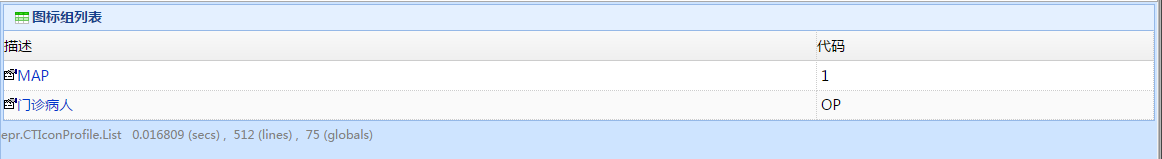 图标组列表
描述 代码
MAP 1
门诊病人 OP
epr.CTIconProfile.List 0.016809 (secs) , 512 (lines) , 75 (globals)